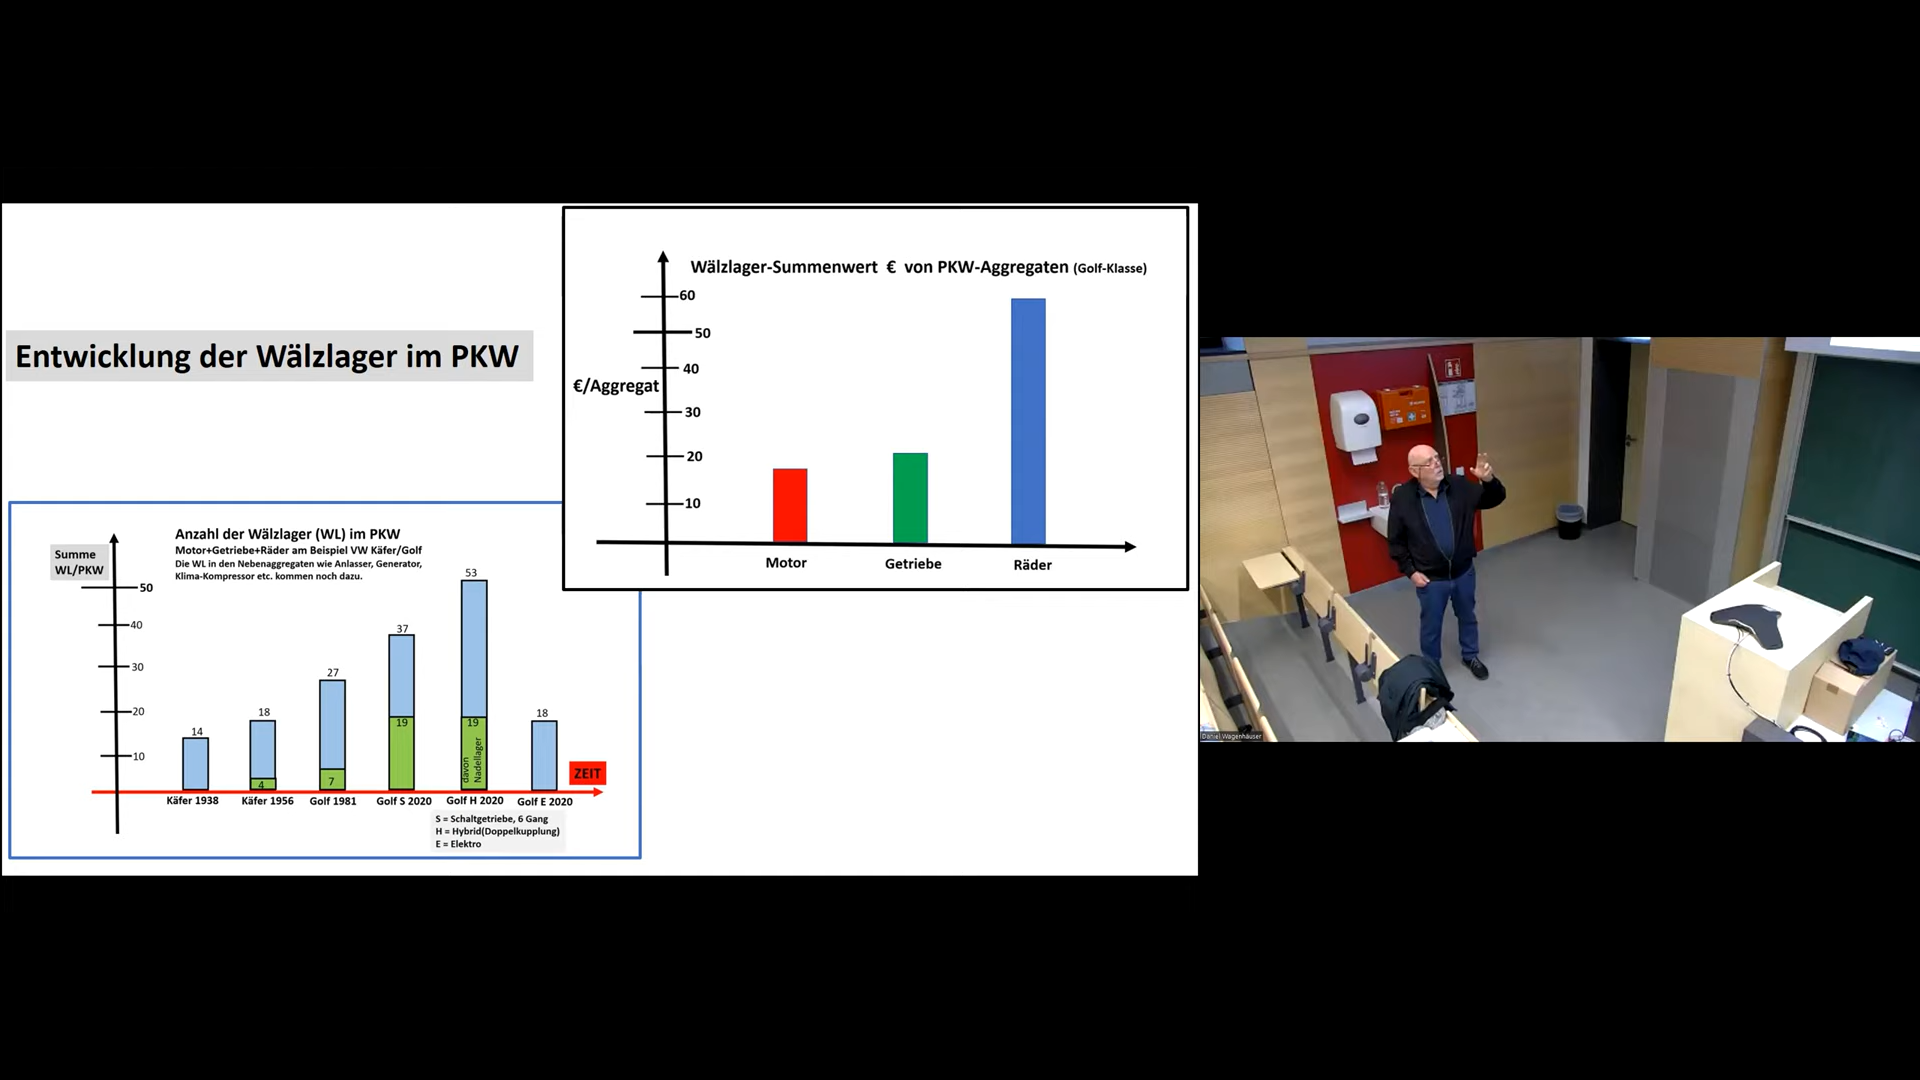 Entwicklung der Wälzlager im PKW
Wälzlager-Summenwert € von PKW-Aggregaten (Golf-Klasse)
€/Aggregat
60
50
40
30
20
10
Motor
Getriebe
Räder
Anzahl der Wälzlager (WL) im PKW
Motor+Getriebe+Räder am Beispiel VW Käfer/Golf
Die WL in den Nebenaggregaten wie Anlasser, Generator,
Klima-Kompressor etc. kommen noch dazu.
Summe
WL/PKW
50
40
30
20
10
14
18
4
27
7
37
19
53
19
davon
Nadellager
18
ZEIT
Käfer 1938
Käfer 1956
Golf 1981
Golf S 2020
Golf H 2020
Golf E 2020
S = Schaltgetriebe, 6 Gang
H = Hybrid(Doppelkupplung)
E = Elektro
Daniel Wagenhäuser